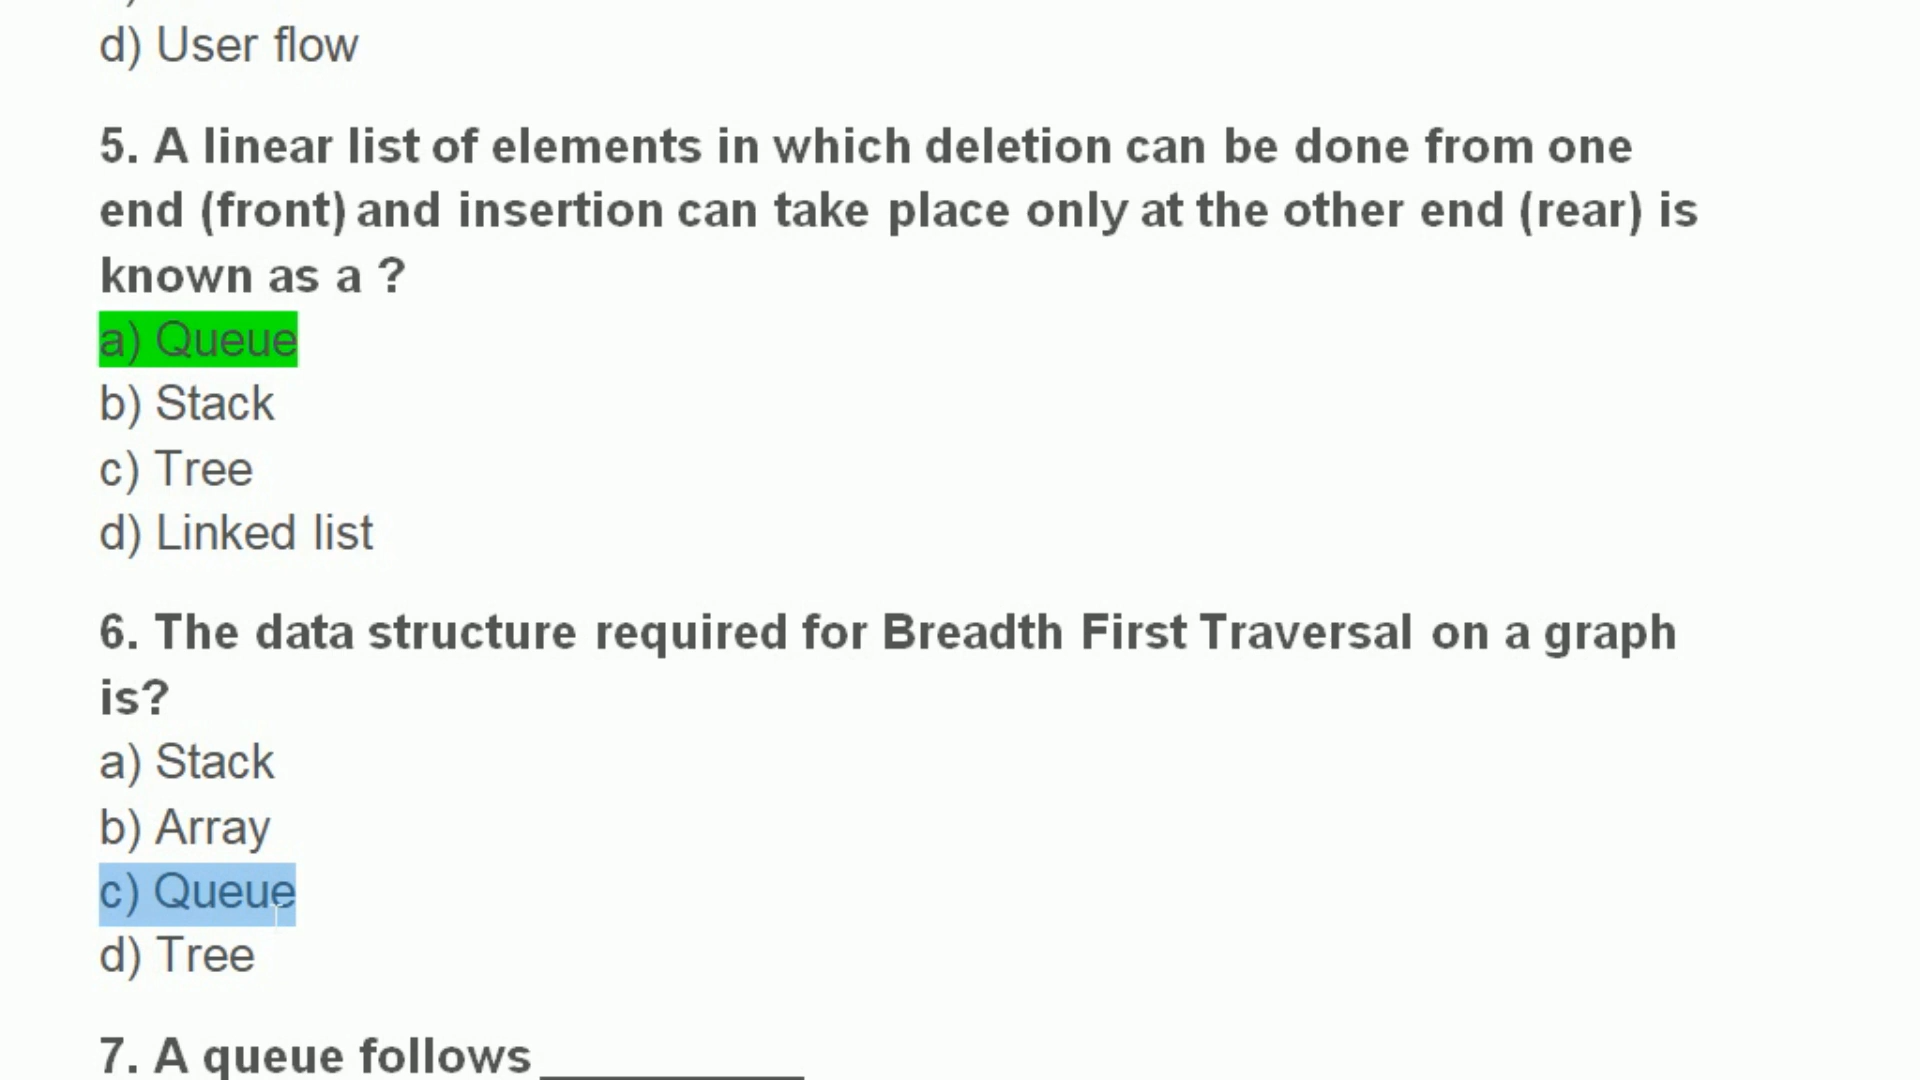 d) User flow
5. A linear list of elements in which deletion can be done from one
end (front) and insertion can take place only at the other end (rear) is
known as a ?
a) Queue
b) Stack
c) Tree
d) Linked list
6. The data structure required for Breadth First Traversal on a graph
is?
a) Stack
b) Array
c) Queue
d) Tree
7. A queue follows __________